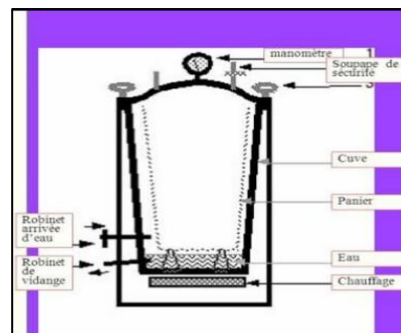 manomètre 1
Soupape de
sécurité
3
Cuve
Panier
Robinet
arrivée
d'eau
Eau
Robinet
de
vidange
Chauffage